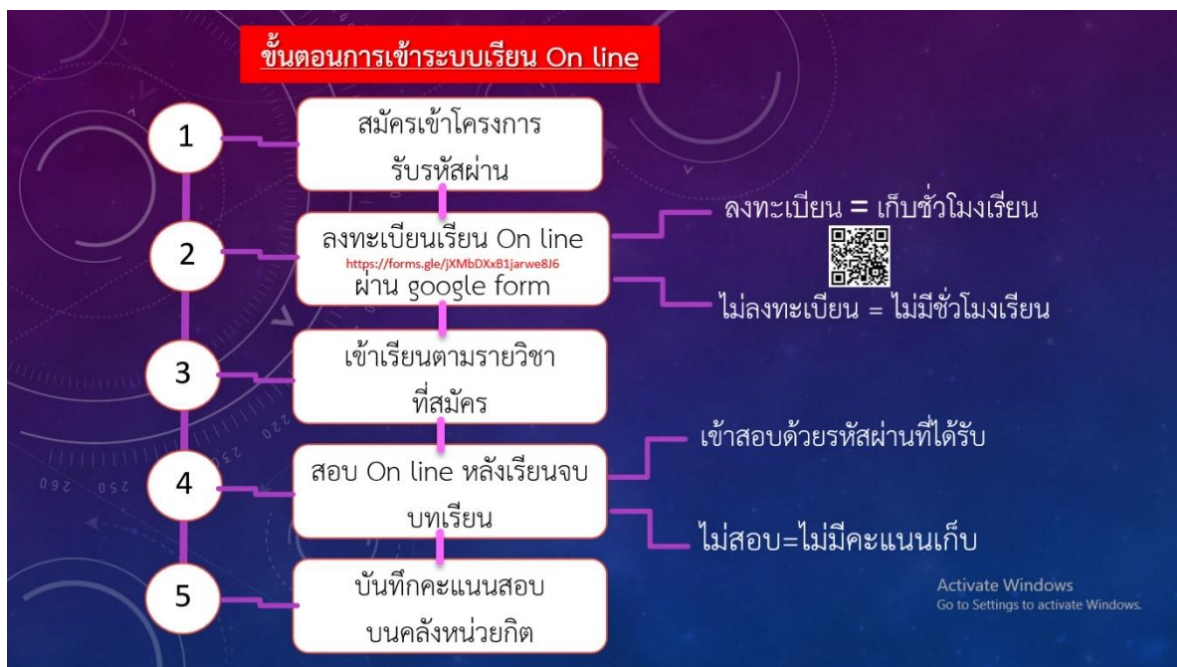 ขั้นตอนการเข้าระบบเรียน On line
1
สมัครเข้าโครงการ
รับรหัสผ่าน
2
ลงทะเบียนเรียน On line
https://forms.gle/jXMbDXxB1jarwe8J6
ผ่าน google form
ลงทะเบียน = เก็บชั่วโมงเรียน
ไม่ลงทะเบียน = ไม่มีชั่วโมงเรียน
3
เข้าเรียนตามรายวิชา
ที่สมัคร
4
สอบ On line หลังเรียนจบ
บทเรียน
เข้าสอบด้วยรหัสผ่านที่ได้รับ
ไม่สอบ=ไม่มีคะแนนเก็บ
5
บันทึกคะแนนสอบ
บนคลังหน่วยกิต
220
230
250
260
Activate Windows
Go to Settings to activate Windows.